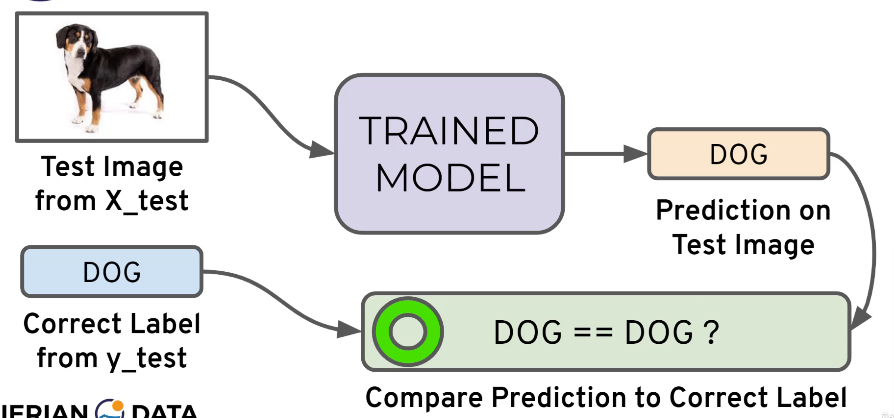 TRAINED
MODEL
DOG
Test Image
from X_test
Prediction on
Test Image
DOG
Correct Label
from y_test
DOG == DOG ?
Compare Prediction to Correct Label
IERIAN DATA